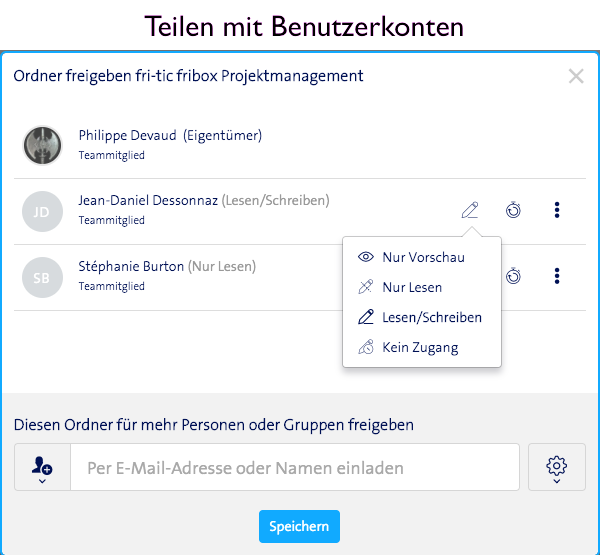 Teilen mit Benutzerkonten
Ordner freigeben fri-tic fribox Projektmanagement
Philippe Devaud (Eigentümer)
Teammitglied
JD
Jean-Daniel Dessonnaz (Lesen/Schreiben)
Teammitglied
SB
Stéphanie Burton (Nur Lesen)
Teammitglied
Nur Vorschau
Nur Lesen
Lesen/Schreiben
Kein Zugang
Diesen Ordner für mehr Personen oder Gruppen freigeben
Per E-Mail-Adresse oder Namen einladen
Speichern